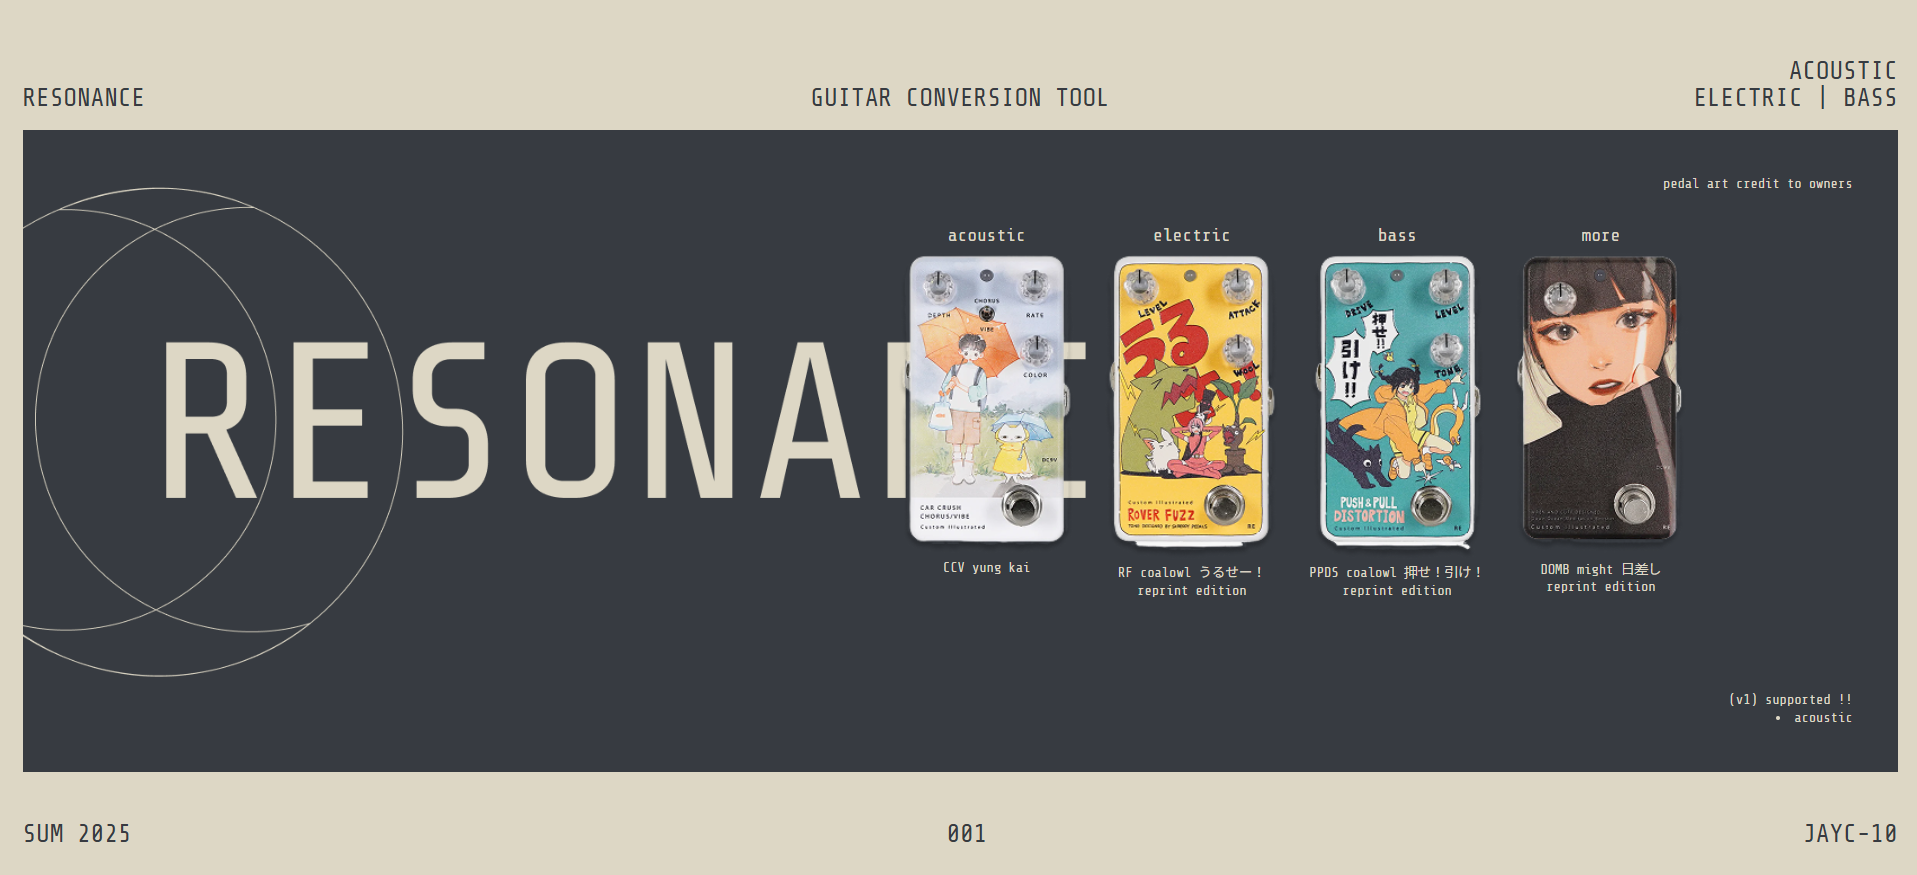 ACOUSTIC
RESONANCE
GUITAR CONVERSION TOOL
ELECTRIC | BASS
pedal art credit to owners
acoustic
electric
bass
more
RESONAN
CHORUS
DEPTH
RATE
VIBE
COLOR
DC9V
CAR CRUSH
CHORUS/VIBE
Custom Illustrated
LEVEL
ATTACK
うる
WOOL
Custom Illustrated
ROVER FUZZ
RE
DRIVE
LEVEL
押せ!!
引け!!
TONE
PUSH & PULL
DISTORTION
Custom Illustrated
RE
Custom Illustrated
CCV yung kai
RF coalowl うるせー！
reprint edition
PPDS coalowl 押せ！引け！
reprint edition
DOMB might 日差し
reprint edition
(v1) supported !!
• acoustic
SUM 2025
001
JAYC-10